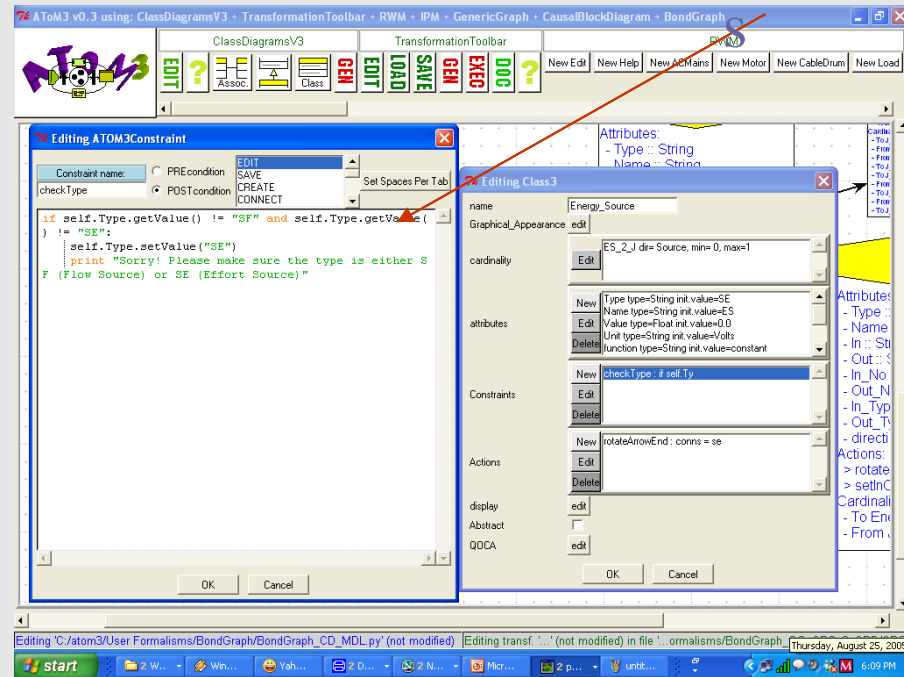 AToM3 v0.3 using: ClassDiagramsV3 + TransformationToolbar + RWM + IPM + GenericGraph + CausalBlockDiagram + BondGraph
S
ClassDiagramsV3
TransformationToolbar
RWM
EDIT
?
Assoc.
Class
GEN
EDIT
LOAD
SAVE
GEN
EXEC
DOC
?
New Edit
New Help
New ACMains
New Motor
New CableDrum
New Load
Attributes:
- Type :: String
- Name :: String
Editing ATOM3Constraint
Constraint name:
checkType
PREcondition
POSTcondition
EDIT
SAVE
CREATE
CONNECT
Set Spaces Per Tab
if self.Type.getValue() != "SF" and self.Type.getValue(
) != "SE":
self.Type.setValue("SE")
print "Sorry! Please make sure the type is either S
F (Flow Source) or SE (Effort Source)"
OK
Cancel
Editing Class3
name
Energy_Source
Graphical_Appearance
edit
cardinality
Edit
ES_2_J dir= Source, min= 0, max=1
attributes
New
Edit
Delete
Type type=String init.value=SE
Name type=String init.value=ES
Value type=Float init.value=0.0
Unit type=String init.value=Volts
function type=String init.value=constant
Constraints
New
Edit
Delete
checkType : if self.Ty
Actions
New
Edit
Delete
rotateArrowEnd : conns = se
display
edit
Abstract
QOCA
edit
OK
Cancel
Attributes
- Type ::
- Name
- In :: Stri
- Out :: S
- In_No
- Out_N
- In_Typ
- Out_Ty
- directi
Actions:
> rotate
> setInC
Cardinali
- To Ene
- From J
Editing 'C:/atom3/User Formalisms/BondGraph/BondGraph_CD_MDL.py' (not modified)
Editing transf. '...' (not modified) in file '...ormalisms/BondGraph_
Thursday, August 25, 2005
start
2 W...
Win...
Yah...
2 D...
2 N...
Micr...
2 p...
untit...
6:09 PM